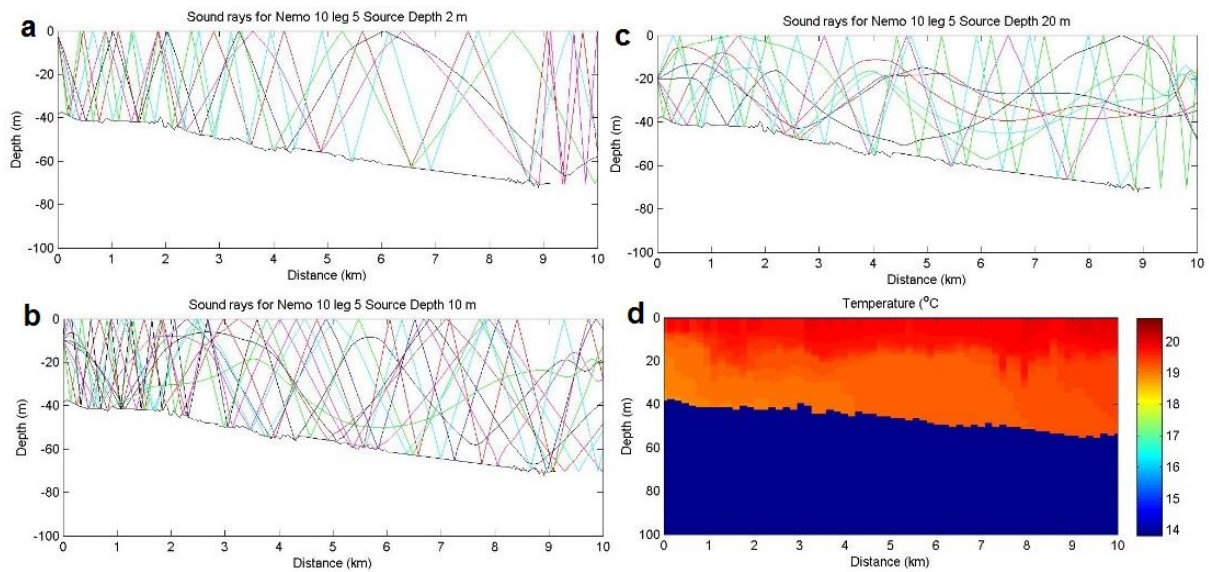 a
Sound rays for Nemo 10 leg 5 Source Depth 2 m
0
-20
-40
-60
-80
-100
Depth (m)
0 1 2 3 4 5 6 7 8 9 10
Distance (km)
b
Sound rays for Nemo 10 leg 5 Source Depth 10 m
0
-20
-40
-60
-80
-100
Depth (m)
0 1 2 3 4 5 6 7 8 9 10
Distance (km)
c
Sound rays for Nemo 10 leg 5 Source Depth 20 m
0
-20
-40
-60
-80
-100
Depth (m)
0 1 2 3 4 5 6 7 8 9 10
Distance (km)
d
Temperature (°C
0
20
40
60
80
100
Depth (m)
0 1 2 3 4 5 6 7 8 9 10
Distance (km)
20
19
18
17
16
15
14